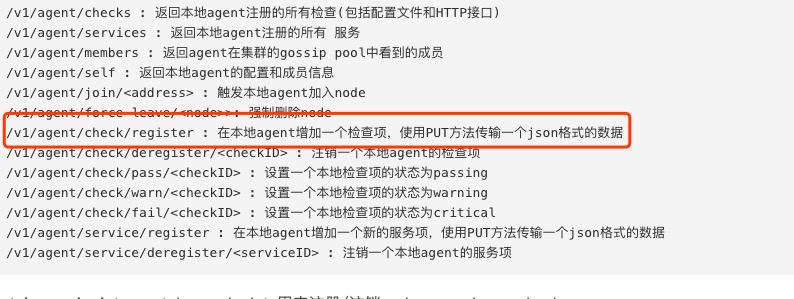 /v1/agent/checks : 返回本地agent注册的所有检查(包括配置文件和HTTP接口)
/v1/agent/services : 返回本地agent注册的所有 服务
/v1/agent/members : 返回agent在集群的gossip pool中看到的成员
/v1/agent/self : 返回本地agent的配置和成员信息
/v1/agent/join/<address> : 触发本地agent加入node
/v1/agent/force-leave/<node>>: 强制删除node
/v1/agent/check/register : 在本地agent增加一个检查项，使用PUT方法传输一个json格式的数据
/v1/agent/check/deregister/<checkID> : 注销一个本地agent的检查项
/v1/agent/check/pass/<checkID> : 设置一个本地检查项的状态为passing
/v1/agent/check/warn/<checkID> : 设置一个本地检查项的状态为warning
/v1/agent/check/fail/<checkID> : 设置一个本地检查项的状态为critical
/v1/agent/service/register : 在本地agent增加一个新的服务项，使用PUT方法传输一个json格式的数据
/v1/agent/service/deregister/<serviceID> : 注销一个本地agent的服务项